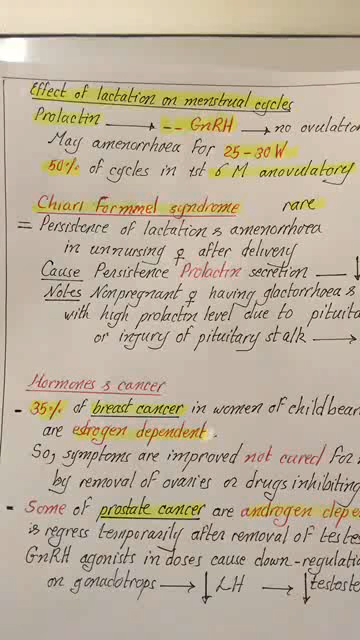 Effect of lactation on menstrual cycles
Prolactin → -- GnRH → no ovulation
May amenorrhoea for 25-30 W
50% of cycles in 1st 6 M anovulatory
Chiari Formmel syndrome rare
= Persistence of lactation & amenorrhoea
in unnursing ♀ after delivery
Cause Persistence Prolactin secretion → ↓
Notes Nonpregnant ♀ having glactorrhoea &
with high prolactin level due to pituita
or injury of pituitary stalk →
Hormones & cancer
- 35% of breast cancer in women of childbear
are estrogen dependent.
So, symptoms are improved not cured for
by removal of ovaries or drugs inhibiting
- Some of prostate cancer are androgen depe
is regress temporarily after removal of teste
GnRH agonists in doses cause down-regulati
on gonadotrops → ↓ LH → ↓ testoste